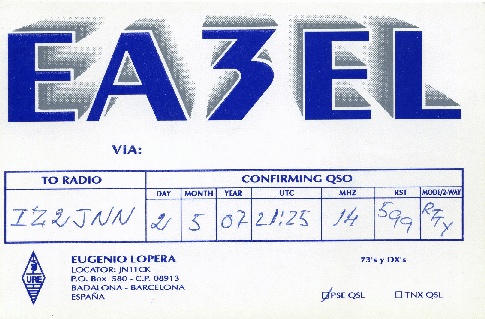 EA3EL
VIA:
TO RADIO CONFIRMING QSO
DAY MONTH YEAR UTC MHZ RST MODE/2-WAY
IZ2JNN 2 5 07 21:25 14 599 RTTY
EUGENIO LOPERA 73's y DX's
LOCATOR: JN11CK
P.O. Box 580 - C.P. 08913
BADALONA - BARCELONA
ESPAÑA
URE
PSE QSL TNX QSL